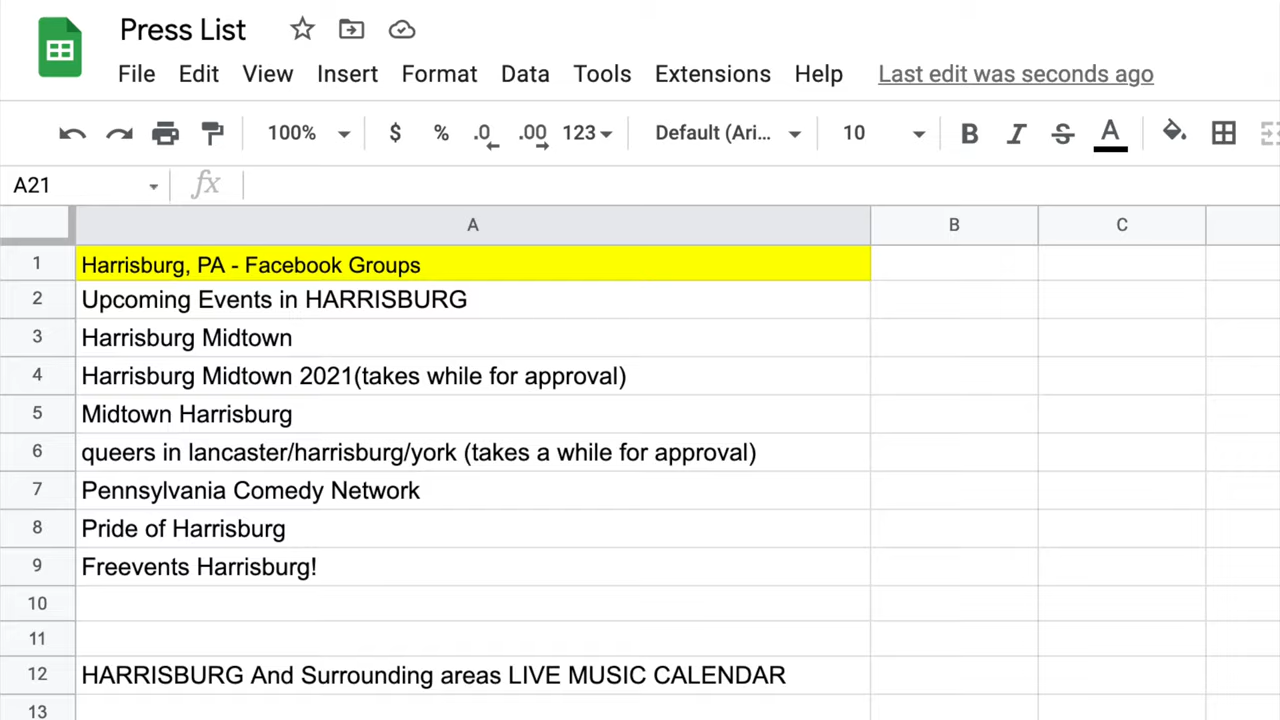 Press List
File Edit View Insert Format Data Tools Extensions Help Last edit was seconds ago
100% $ % .0 .00 123 Default (Ari... 10 B I S A
A21 fx
A B C
1 Harrisburg, PA - Facebook Groups
2 Upcoming Events in HARRISBURG
3 Harrisburg Midtown
4 Harrisburg Midtown 2021(takes while for approval)
5 Midtown Harrisburg
6 queers in lancaster/harrisburg/york (takes a while for approval)
7 Pennsylvania Comedy Network
8 Pride of Harrisburg
9 Freevents Harrisburg!
10
11
12 HARRISBURG And Surrounding areas LIVE MUSIC CALENDAR
13